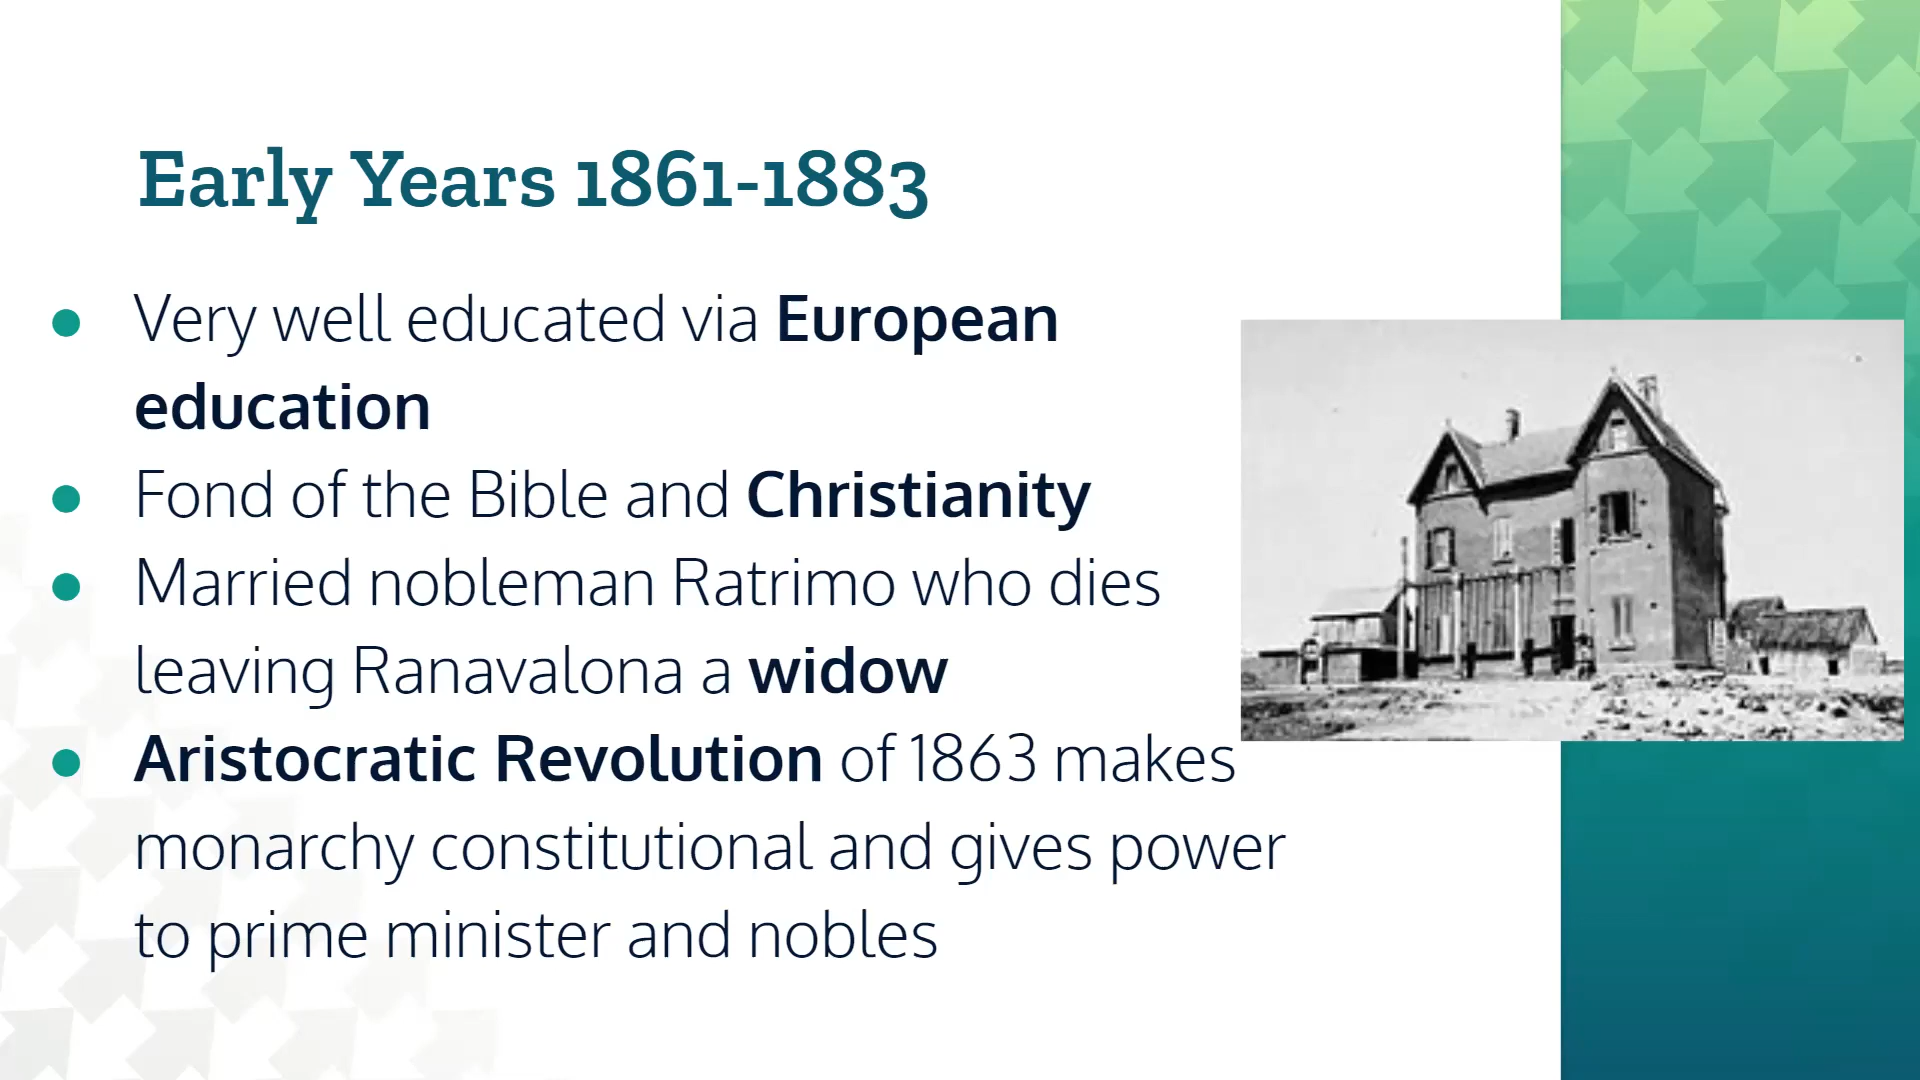 Early Years 1861-1883
Very well educated via European
education
Fond of the Bible and Christianity
Married nobleman Ratrimo who dies
leaving Ranavalona a widow
Aristocratic Revolution of 1863 makes
monarchy constitutional and gives power
to prime minister and nobles